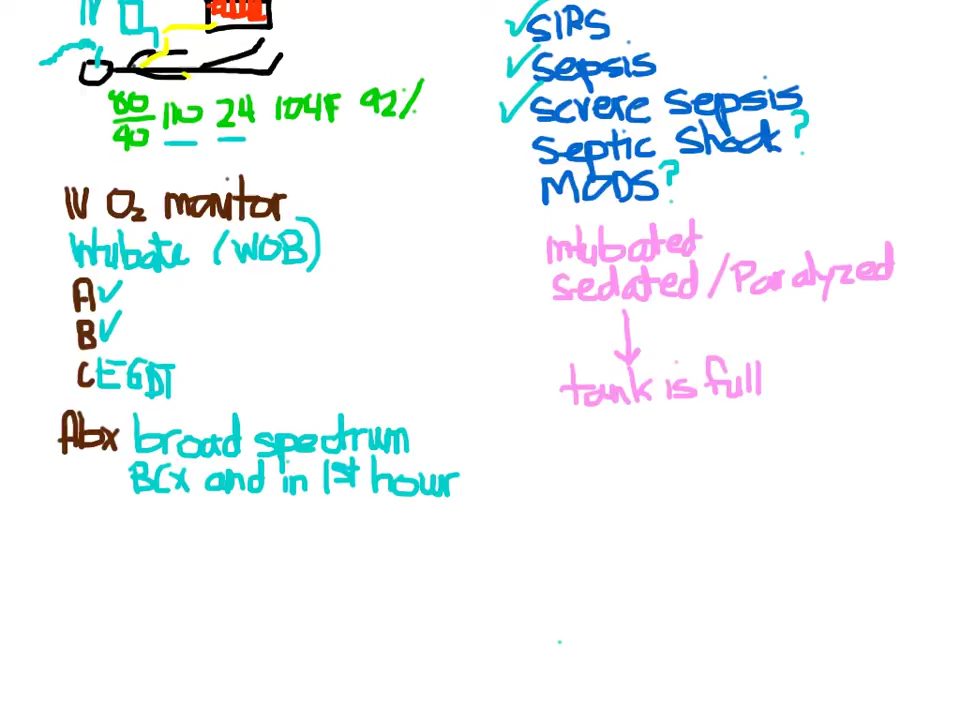 IV
80/40 110 24 104F 92%
IV O2 monitor
Intubate (WOB)
A✓
B✓
C EGDT
Abx broad spectrum
BCx and in 1st hour
✓ SIRS
✓ Sepsis
✓ severe sepsis
septic shock?
MODS?
intubated
sedated/Paralyzed
↓
tank is full